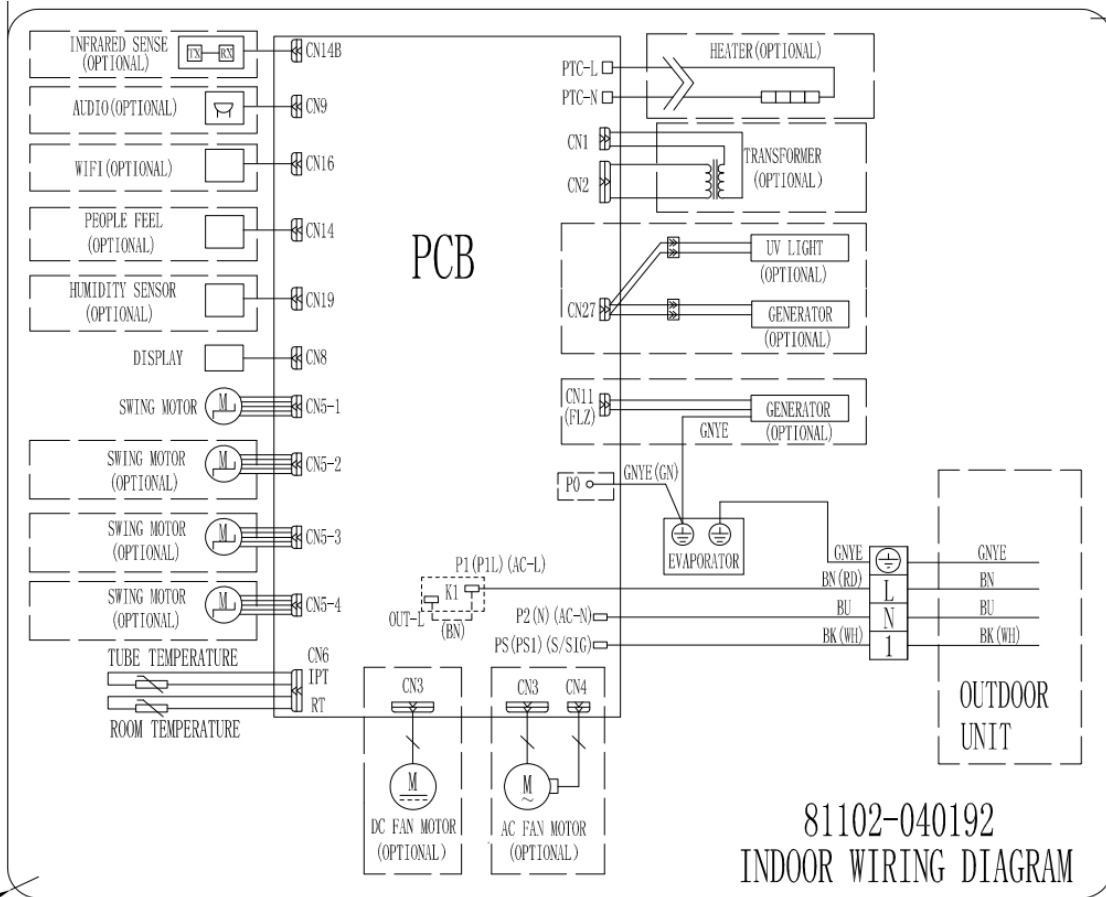 INFRARED SENSE
(OPTIONAL)
TX
RX
CN14B
AUDIO(OPTIONAL)
CN9
WIFI(OPTIONAL)
CN16
PEOPLE FEEL
(OPTIONAL)
CN14
HUMIDITY SENSOR
(OPTIONAL)
CN19
DISPLAY
CN8
SWING MOTOR
M
CN5-1
SWING MOTOR
(OPTIONAL)
M
CN5-2
SWING MOTOR
(OPTIONAL)
M
CN5-3
SWING MOTOR
(OPTIONAL)
M
CN5-4
TUBE TEMPERATURE
CN6
IPT
RT
ROOM TEMPERATURE
PCB
HEATER(OPTIONAL)
PTC-L
PTC-N
CN1
CN2
TRANSFORMER
(OPTIONAL)
UV LIGHT
(OPTIONAL)
CN27
GENERATOR
(OPTIONAL)
CN11
(FLZ)
GENERATOR
(OPTIONAL)
GNYE
P0
GNYE(GN)
EVAPORATOR
P1(P1L)(AC-L)
K1
OUT-L
(BN)
P2(N)(AC-N)
PS(PS1)(S/SIG)
GNYE
BN(RD)
BU
BK(WH)
L
N
1
GNYE
BN
BU
BK(WH)
OUTDOOR
UNIT
CN3
M
DC FAN MOTOR
(OPTIONAL)
CN3
CN4
M
~
AC FAN MOTOR
(OPTIONAL)
81102-040192
INDOOR WIRING DIAGRAM